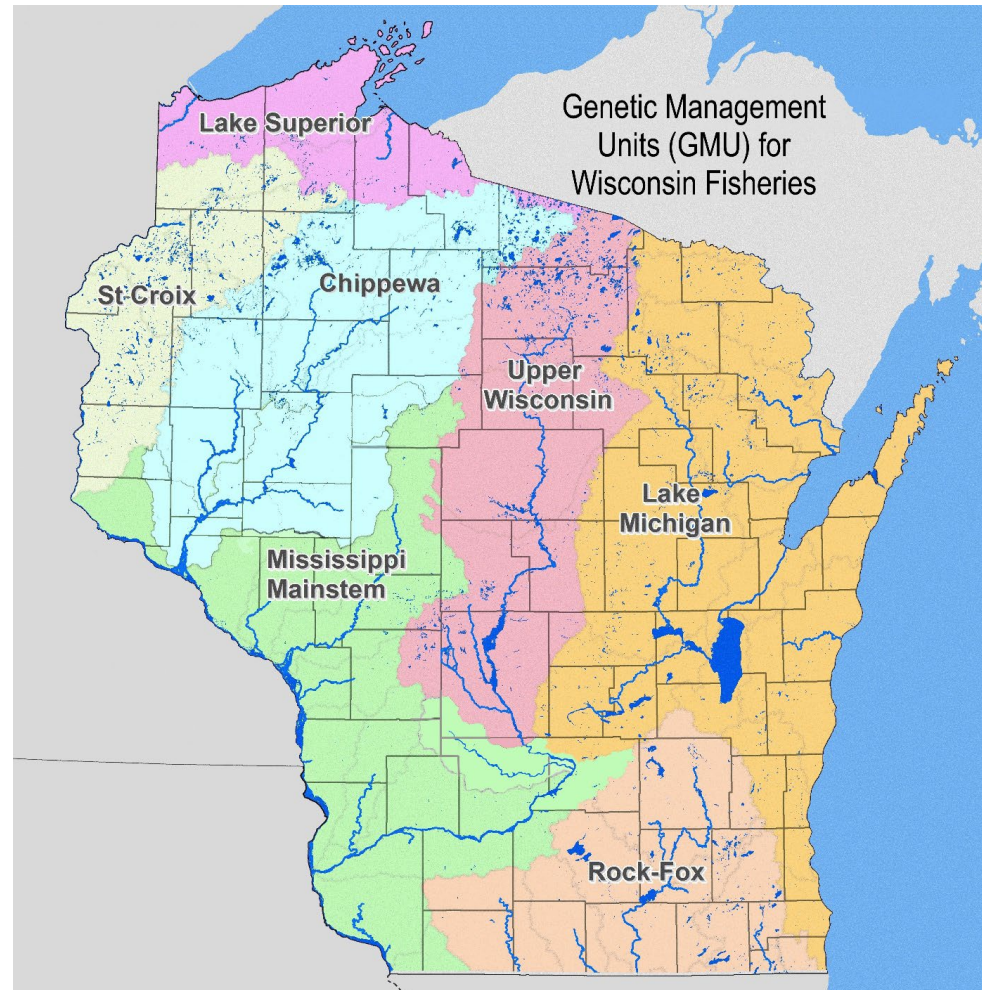 Genetic Management
Units (GMU) for
Wisconsin Fisheries
Lake Superior
St Croix
Chippewa
Upper
Wisconsin
Lake
Michigan
Mississippi
Mainstem
Rock-Fox